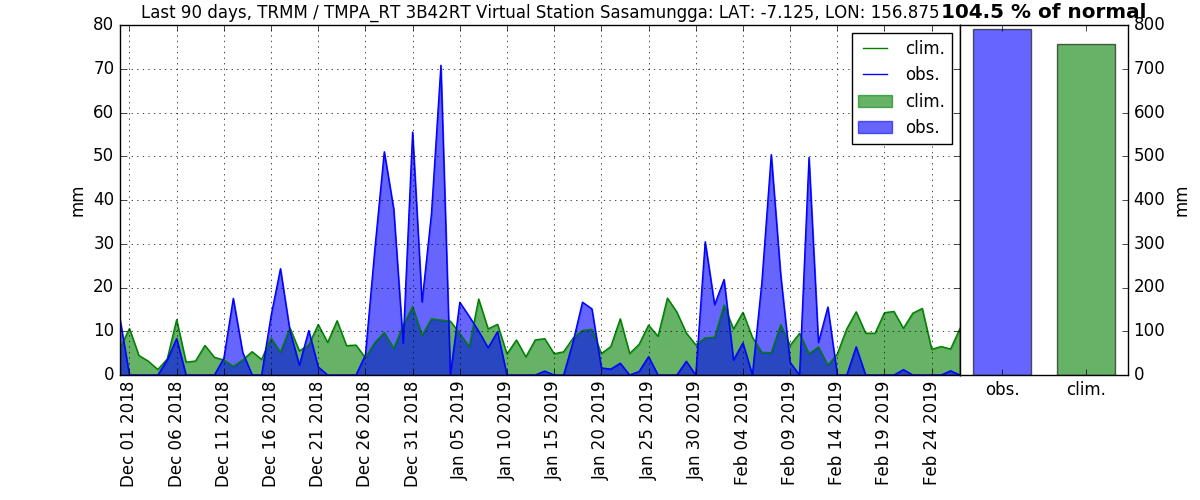 Last 90 days, TRMM / TMPA_RT 3B42RT Virtual Station Sasamungga: LAT: -7.125, LON: 156.875
104.5 % of normal
80
70
60
50
40
30
20
10
0
mm
clim.
obs.
clim.
obs.
800
700
600
500
400
300
200
100
0
mm
Dec 01 2018
Dec 06 2018
Dec 11 2018
Dec 16 2018
Dec 21 2018
Dec 26 2018
Dec 31 2018
Jan 05 2019
Jan 10 2019
Jan 15 2019
Jan 20 2019
Jan 25 2019
Jan 30 2019
Feb 04 2019
Feb 09 2019
Feb 14 2019
Feb 19 2019
Feb 24 2019
obs.
clim.